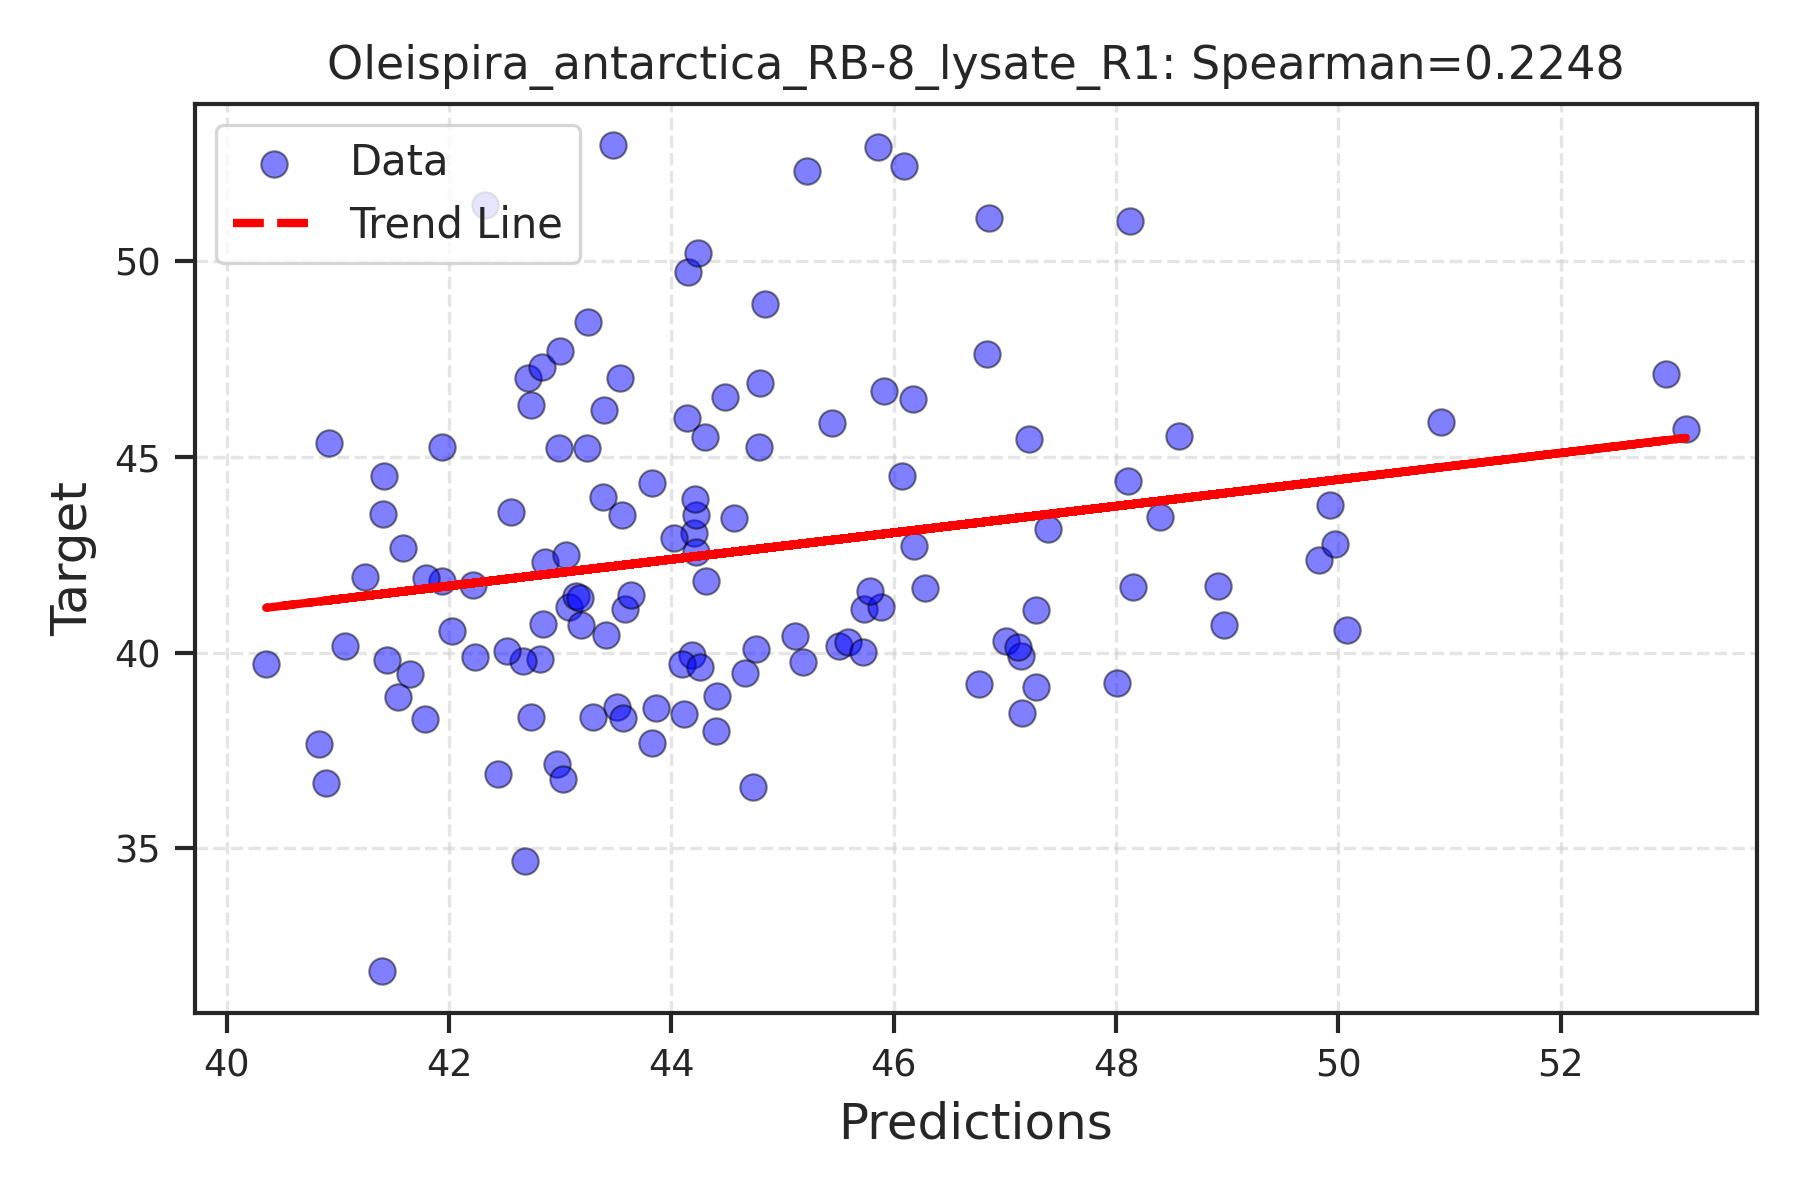 Oleispira_antarctica_RB-8_lysate_R1: Spearman=0.2248
Data
Trend Line
50
45
40
35
Target
40 42 44 46 48 50 52
Predictions